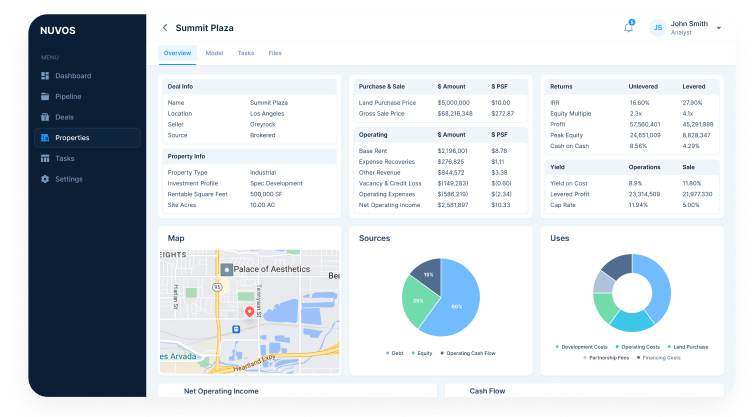 NUVOS
MENU
Dashboard
Pipeline
Deals
Properties
Tasks
Settings
Summit Plaza
JS
John Smith
Analyst
Overview Model Tasks Files
Deal Info
Name Summit Plaza
Location Los Angeles
Seller Greyrock
Source Brokered
Property Info
Property Type Industrial
Investment Profile Spec Development
Rentable Square Feet 500,000 SF
Site Acres 10.00 AC
Purchase & Sale $ Amount $ PSF
Land Purchase Price $5,000,000 $10.00
Gross Sale Price $68,216,348 $272.87
Operating $ Amount $ PSF
Base Rent $2,196,001 $8.78
Expense Recoveries $276,825 $1.11
Other Revenue $844,572 $3.38
Vacancy & Credit Loss $(149,283) $(0.60)
Operating Expenses $(586,219) $(2.34)
Net Operating Income $2,581,897 $10.33
Returns Unlevered Levered
IRR 16.60% 27.90%
Equity Multiple 2.3x 4.1x
Profit 57,560,401 45,291,989
Peak Equity 24,651,009 8,828,347
Cash on Cash 8.56% 4.29%
Yield Operations Sale
Yield on Cost 8.9% 11.80%
Levered Profit 23,314,509 21,977,330
Cap Rate 11.94% 5.00%
Map
EIGHTS
Palace of Aesthetics
Ber
95
Harlan St
Tennyson St
es Arvada
Heartland Expy
Sources
15%
25%
60%
Debt Equity Operating Cash Flow
Uses
Development Costs Operating Costs Land Purchase
Partnership Fees Financing Costs
Net Operating Income
Cash Flow